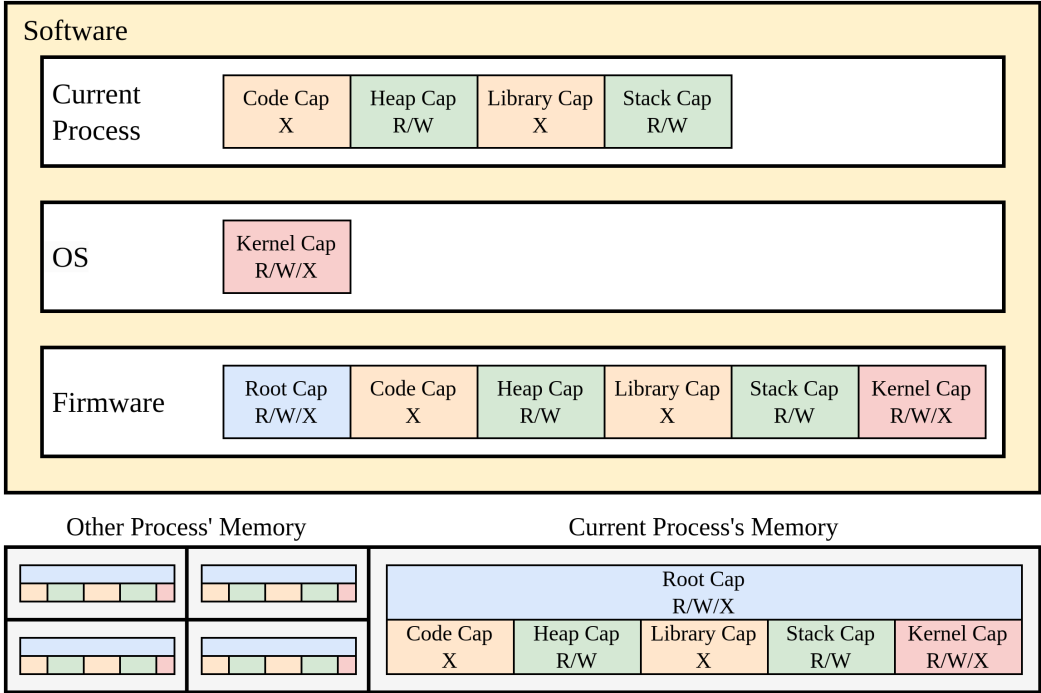 Software
Current
Process
Code Cap
X
Heap Cap
R/W
Library Cap
X
Stack Cap
R/W
OS
Kernel Cap
R/W/X
Firmware
Root Cap
R/W/X
Code Cap
X
Heap Cap
R/W
Library Cap
X
Stack Cap
R/W
Kernel Cap
R/W/X
Other Process' Memory
Current Process's Memory
Root Cap
R/W/X
Code Cap
X
Heap Cap
R/W
Library Cap
X
Stack Cap
R/W
Kernel Cap
R/W/X